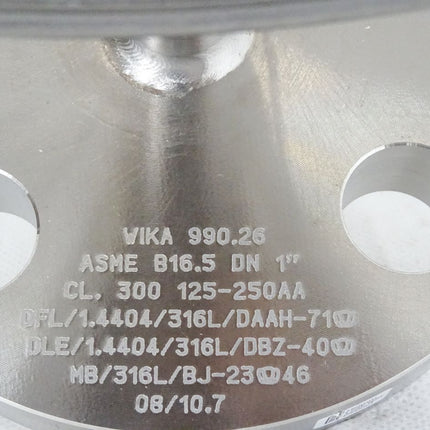 WIKA 990.26
ASME B16.5 DN 1"
CL. 300 125-250AA
DFL/1.4404/316L/DAAH-71
DLE/1.4404/316L/DBZ-40
MB/316L/BJ-23 46
08/10.7